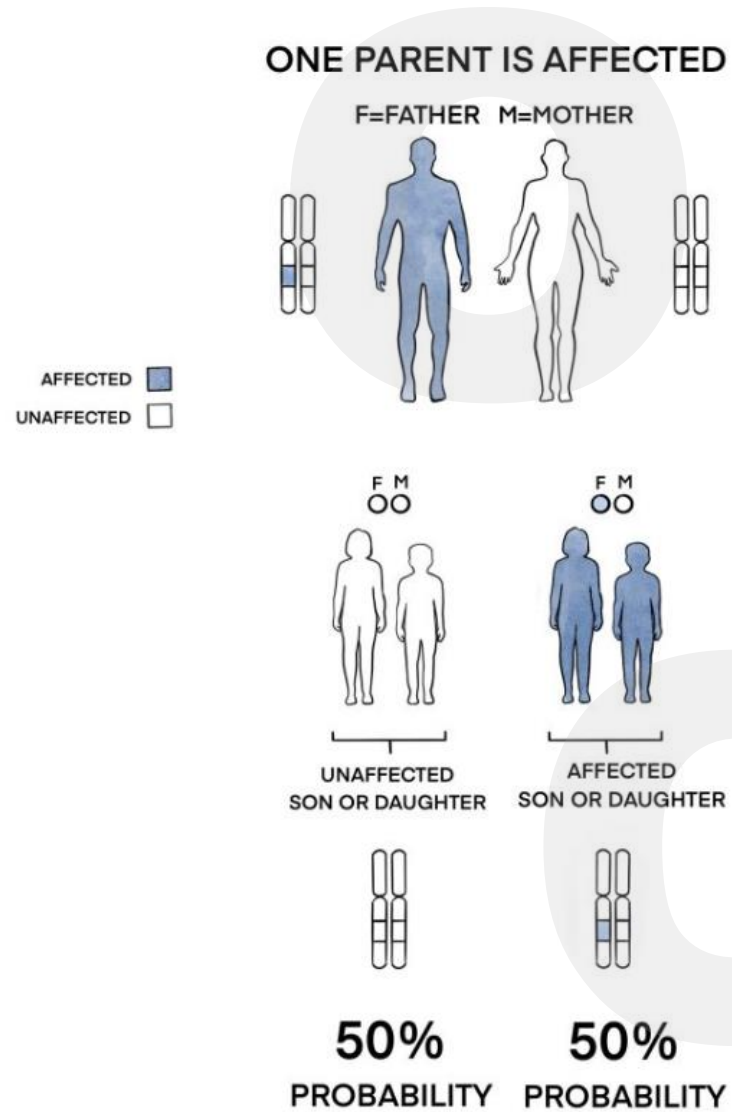 ONE PARENT IS AFFECTED
F=FATHER M=MOTHER
AFFECTED
UNAFFECTED
F M
F M
UNAFFECTED
SON OR DAUGHTER
AFFECTED
SON OR DAUGHTER
50%
PROBABILITY
50%
PROBABILITY